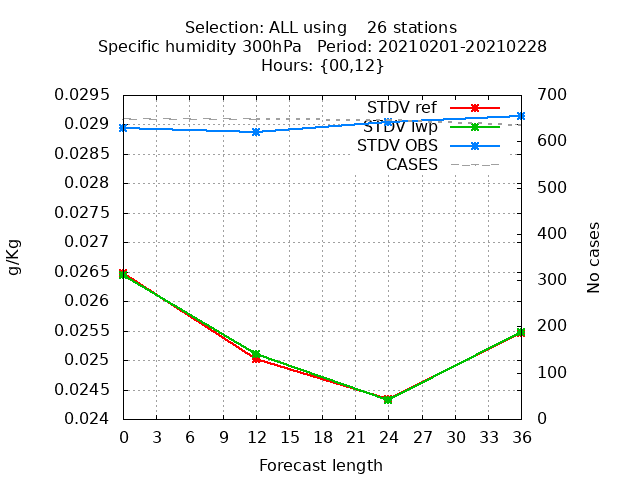 Selection: ALL using    26 stations
Specific humidity 300hPa   Period: 20210201-20210228
Hours: {00,12}
0.0295
0.029
0.0285
0.028
0.0275
0.027
0.0265
0.026
0.0255
0.025
0.0245
0.024
g/Kg
STDV ref
STDV lwp
STDV OBS
CASES
700
600
500
400
300
200
100
0
No cases
0 3 6 9 12 15 18 21 24 27 30 33 36
Forecast length